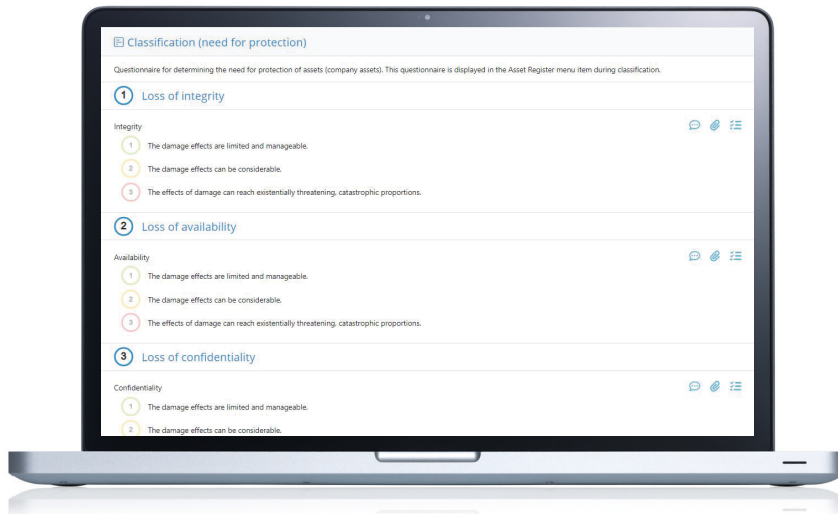 Classification (need for protection)
Questionnaire for determining the need for protection of assets (company assets). This questionnaire is displayed in the Asset Register menu item during classification.
1 Loss of integrity
Integrity
1 The damage effects are limited and manageable.
2 The damage effects can be considerable.
3 The effects of damage can reach existentially threatening, catastrophic proportions.
2 Loss of availability
Availability
1 The damage effects are limited and manageable.
2 The damage effects can be considerable.
3 The effects of damage can reach existentially threatening, catastrophic proportions.
3 Loss of confidentiality
Confidentiality
1 The damage effects are limited and manageable.
2 The damage effects can be considerable.